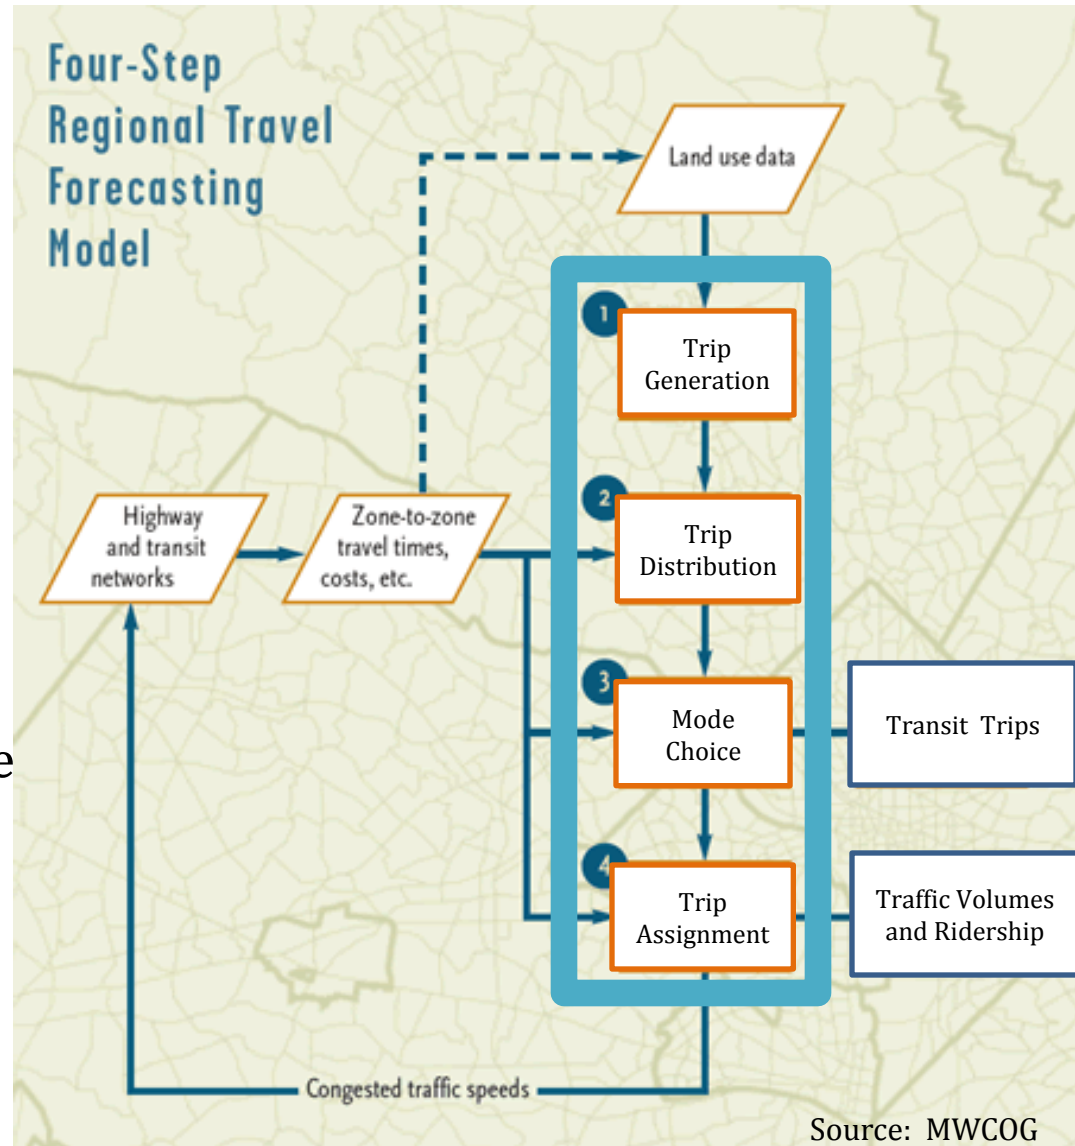 Four-Step
Regional Travel
Forecasting
Model
Land use data
1
Trip
Generation
2
Trip
Distribution
Highway
and transit
networks
Zone-to-zone
travel times,
costs, etc.
3
Mode
Choice
Transit Trips
e
4
Trip
Assignment
Traffic Volumes
and Ridership
Congested traffic speeds
Source: MWCOG